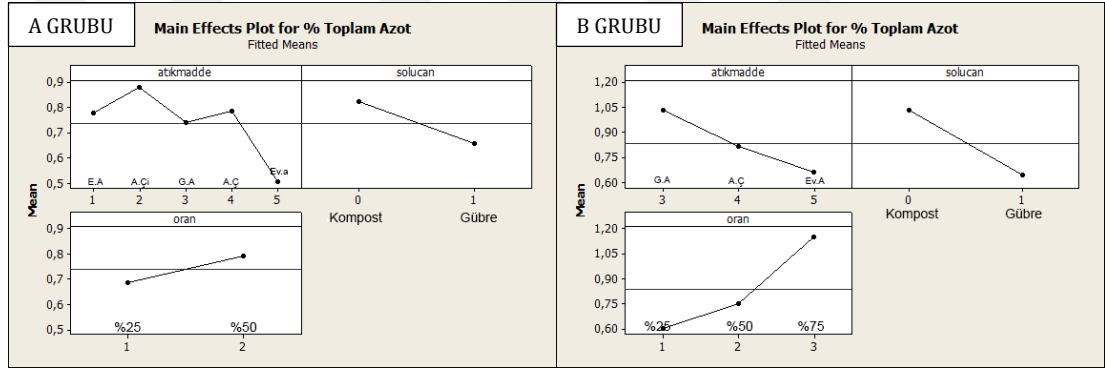 A GRUBU
Main Effects Plot for % Toplam Azot
Fitted Means
atıkmadde
solucan
0,9
0,8
0,7
0,6
0,5
E.A A.Çi G.A A.Ç Ev.a
1 2 3 4 5
0 1
Kompost Gübre
Mean
oran
0,9
0,8
0,7
0,6
0,5
%25 %50
1 2
B GRUBU
Main Effects Plot for % Toplam Azot
Fitted Means
atıkmadde
solucan
1,20
1,05
0,90
0,75
0,60
G.A A.Ç Ev.A
3 4 5
0 1
Kompost Gübre
Mean
oran
1,20
1,05
0,90
0,75
0,60
%25 %50 %75
1 2 3